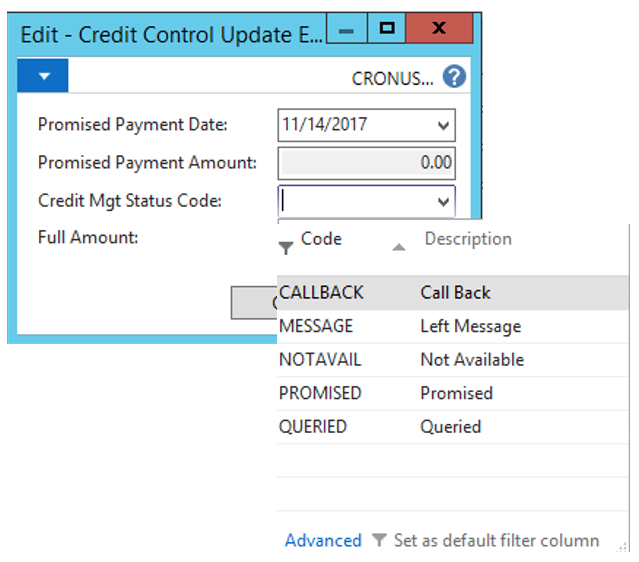 Edit - Credit Control Update E...
CRONUS... ?
Promised Payment Date: 11/14/2017
Promised Payment Amount: 0.00
Credit Mgt Status Code:
Full Amount:
Code Description
CALLBACK Call Back
MESSAGE Left Message
NOTAVAIL Not Available
PROMISED Promised
QUERIED Queried
Advanced Set as default filter column